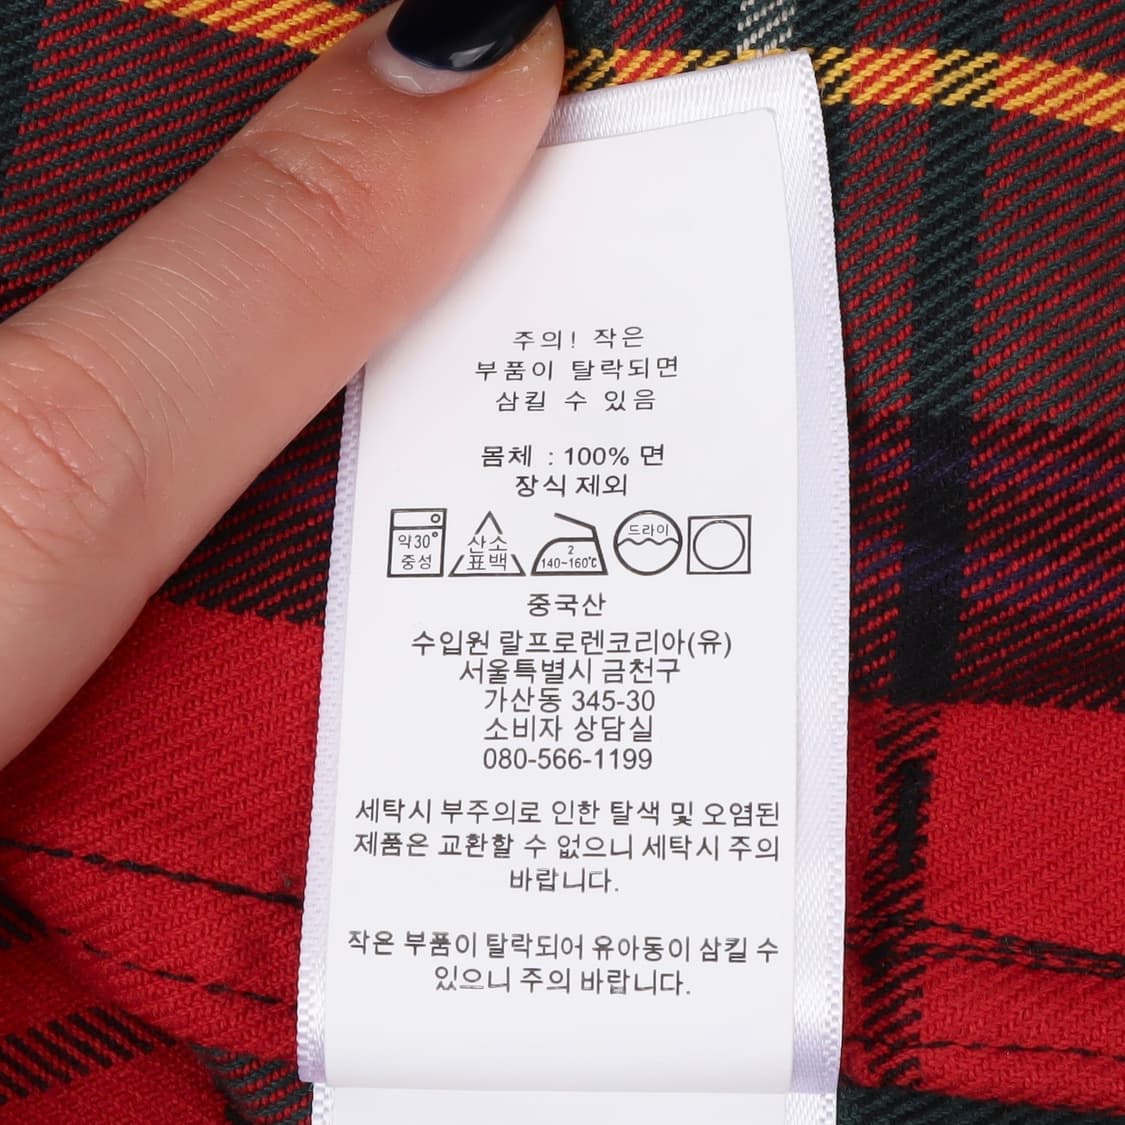 주의! 작은
부품이 탈락되면
삼킬 수 있음
몸체 : 100% 면
장식 제외
약30°
중성
산소
표백
2
140~160℃
드라이
중국산
수입원 랄프로렌코리아(유)
서울특별시 금천구
가산동 345-30
소비자 상담실
080-566-1199
세탁시 부주의로 인한 탈색 및 오염된
제품은 교환할 수 없으니 세탁시 주의
바랍니다.
작은 부품이 탈락되어 유아동이 삼킬 수
있으니 주의 바랍니다.